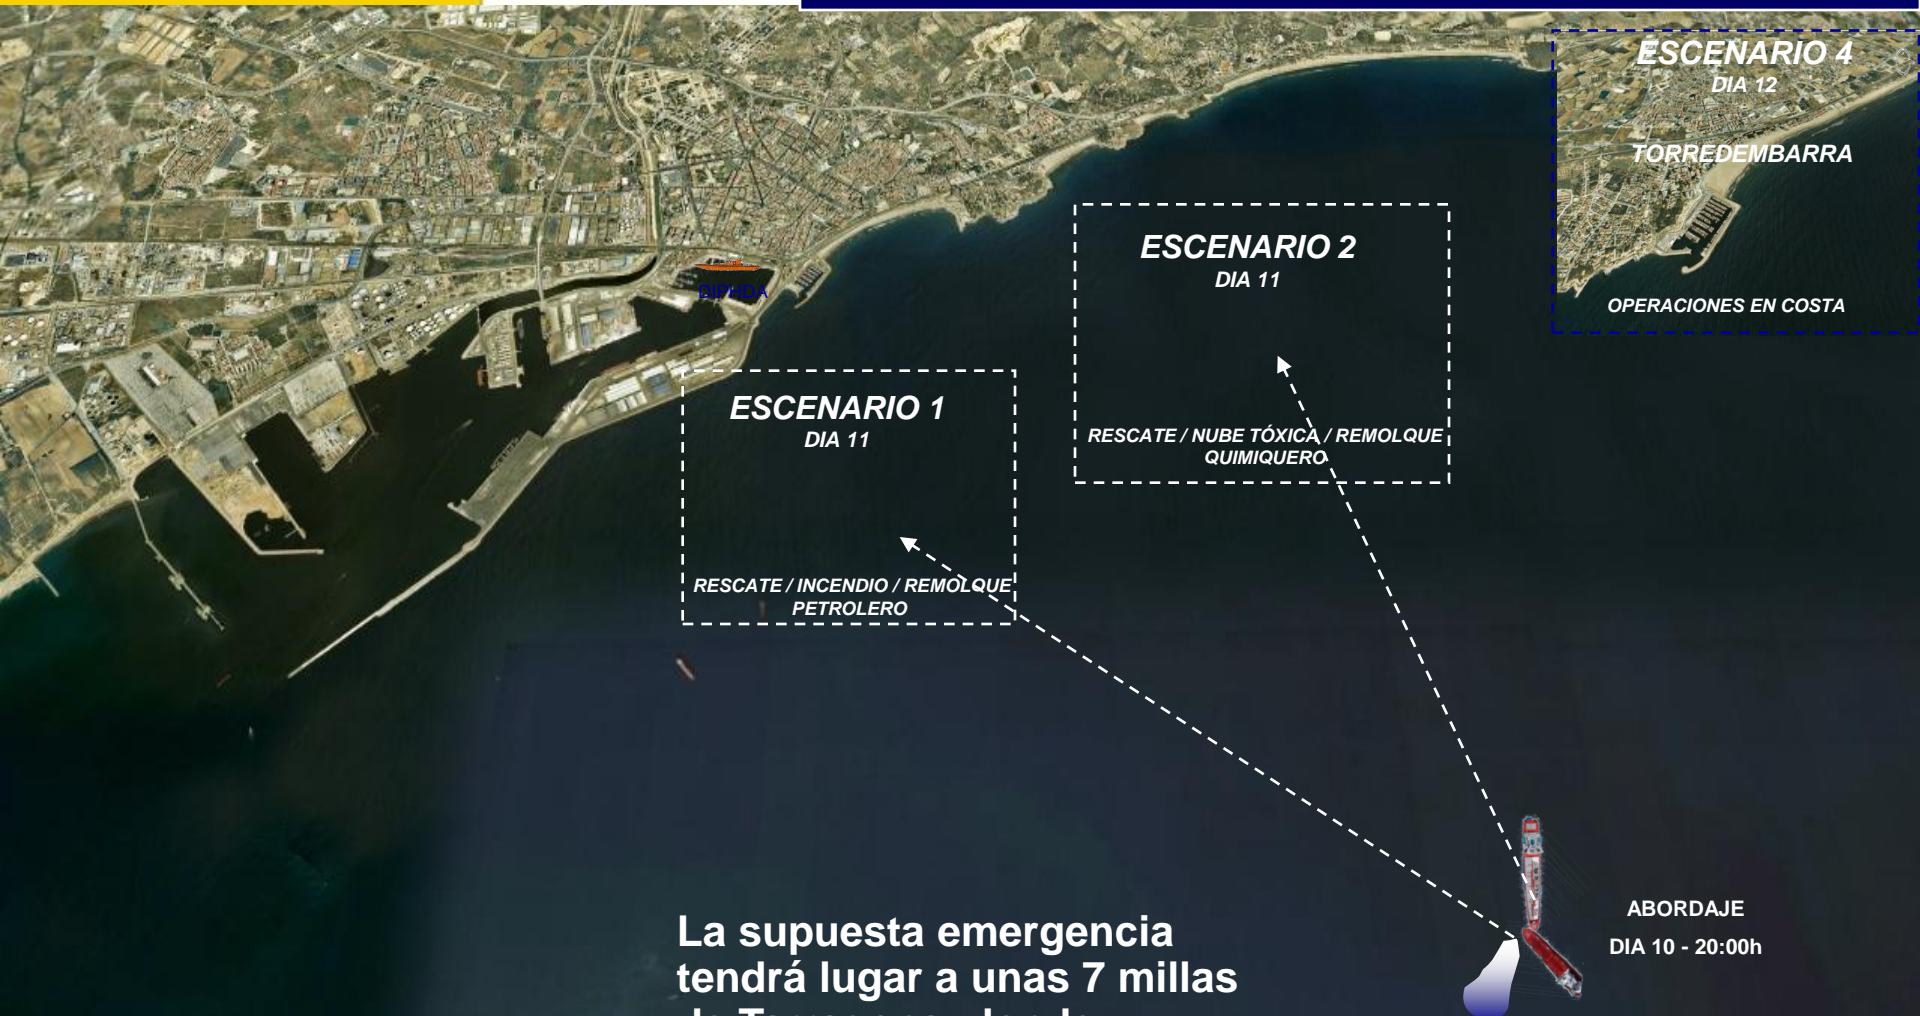 ESCENARIO 4
DIA 12
TORREDEMBARRA
OPERACIONES EN COSTA
ESCENARIO 2
DIA 11
RESCATE / NUBE TÓXICA / REMOLQUE
QUIMIQUERO
DIPHDA
ESCENARIO 1
DIA 11
RESCATE / INCENDIO / REMOLQUE
PETROLERO
ABORDAJE
DIA 10 - 20:00h
La supuesta emergencia
tendrá lugar a unas 7 millas